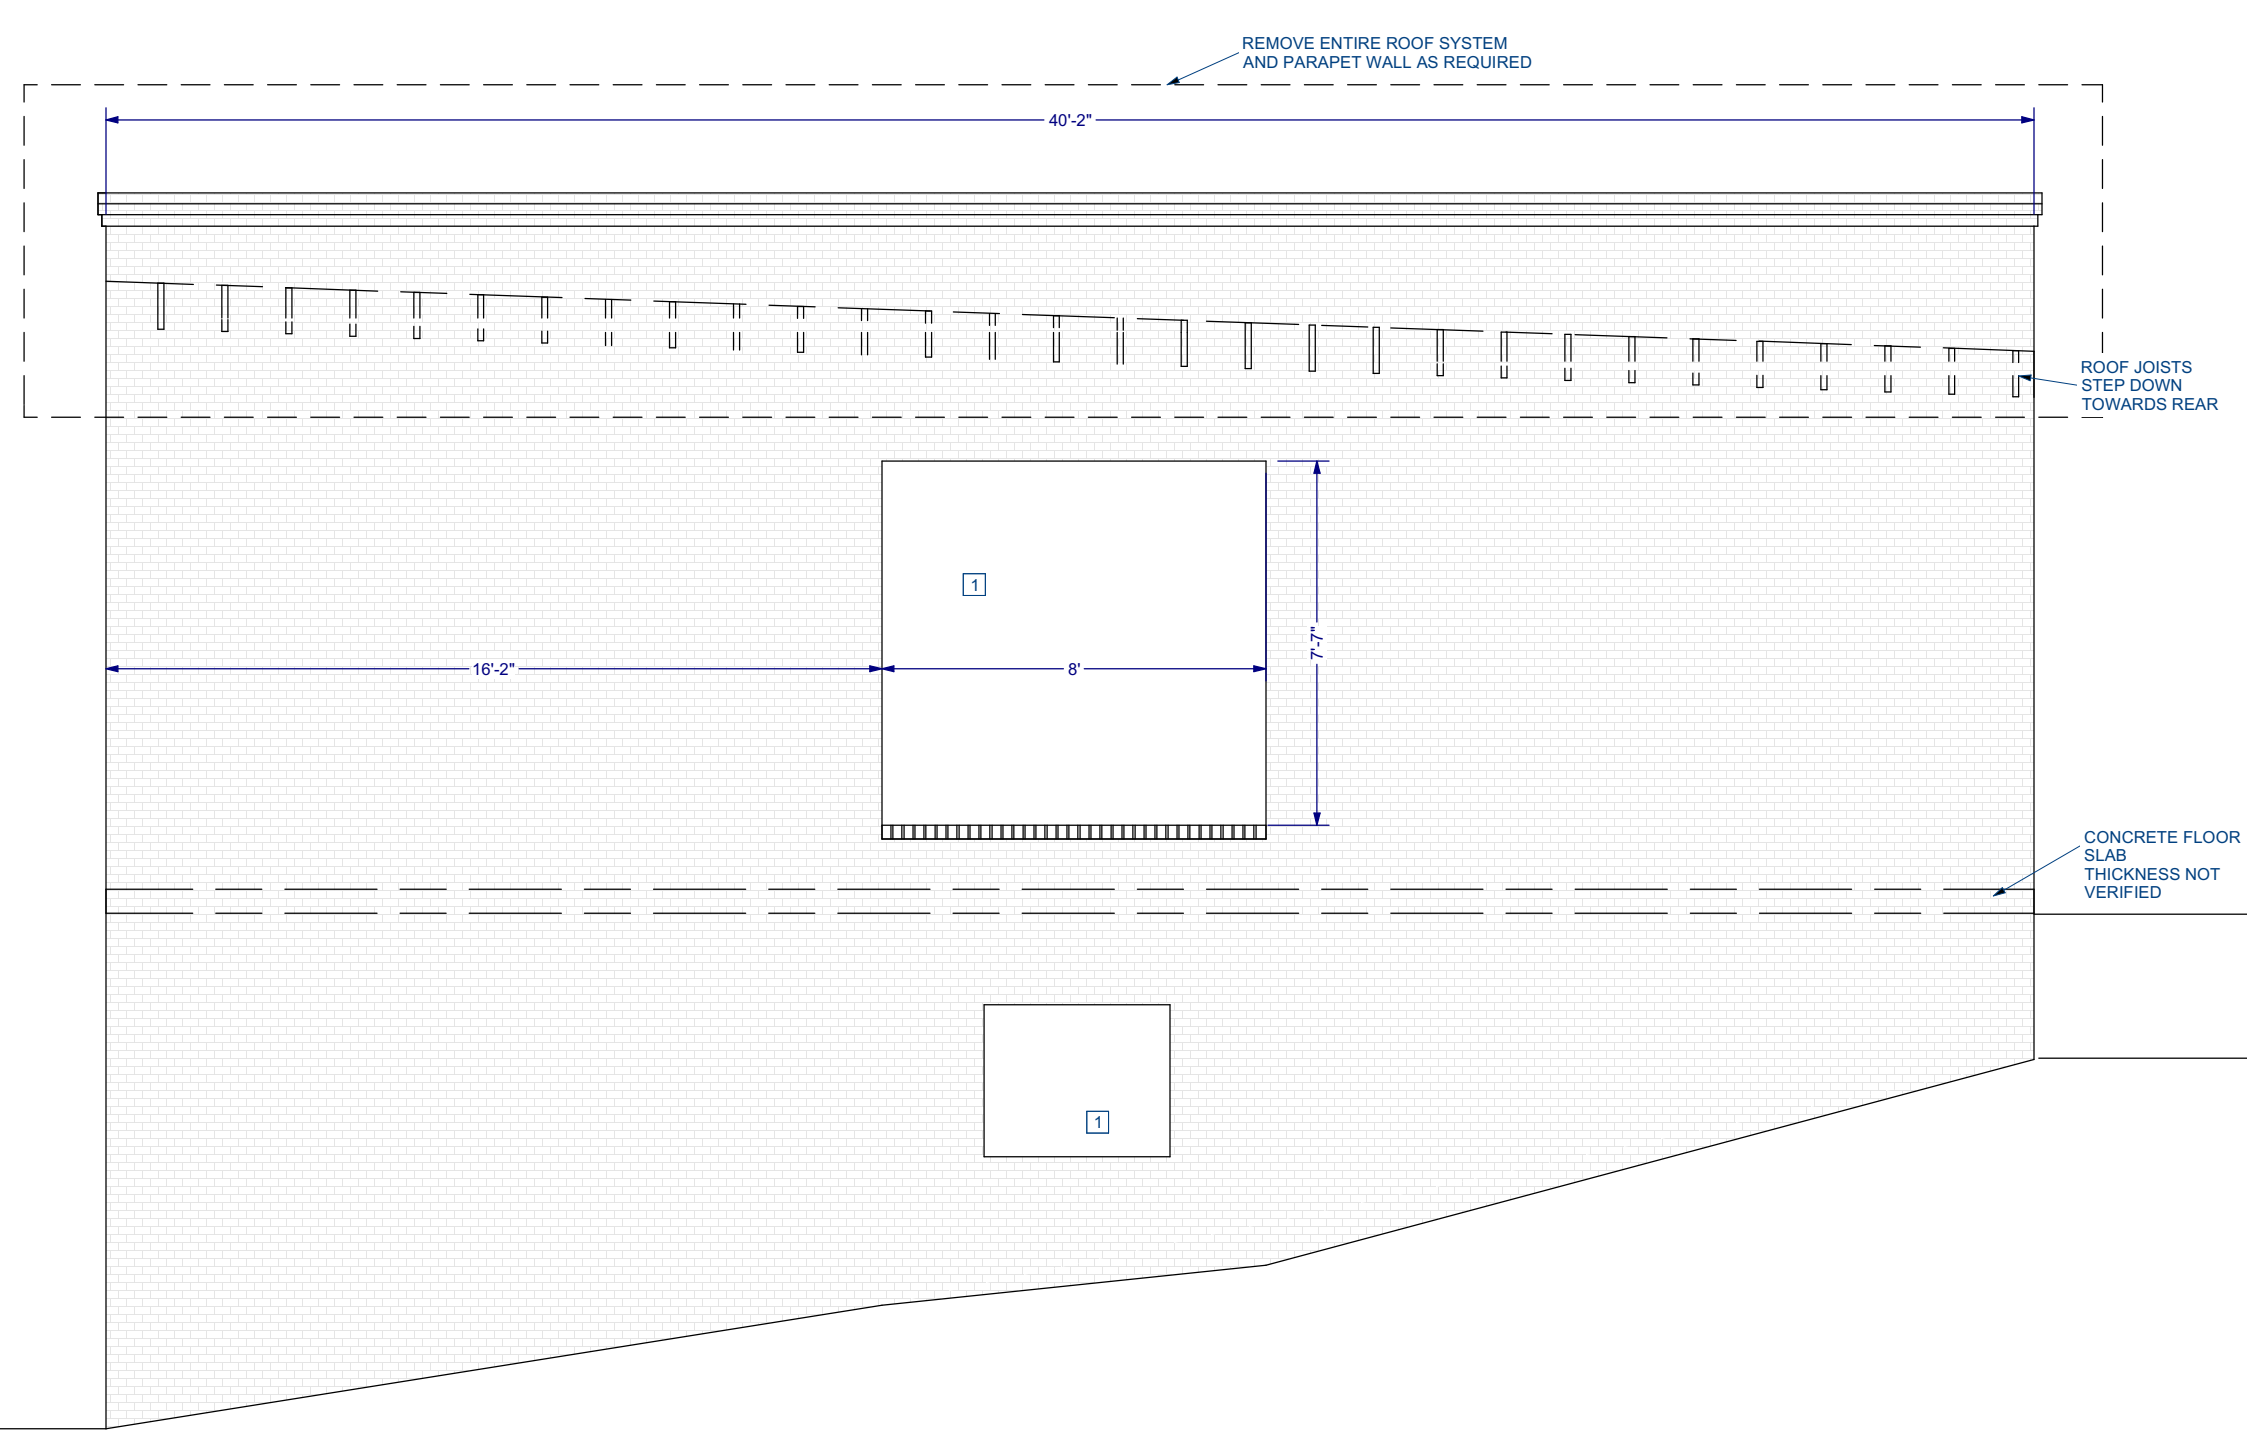 REMOVE ENTIRE ROOF SYSTEM
AND PARAPET WALL AS REQUIRED
40'-2"
ROOF JOISTS
STEP DOWN
TOWARDS REAR
1
7'-7"
16'-2"
8'
CONCRETE FLOOR
SLAB
THICKNESS NOT
VERIFIED
1